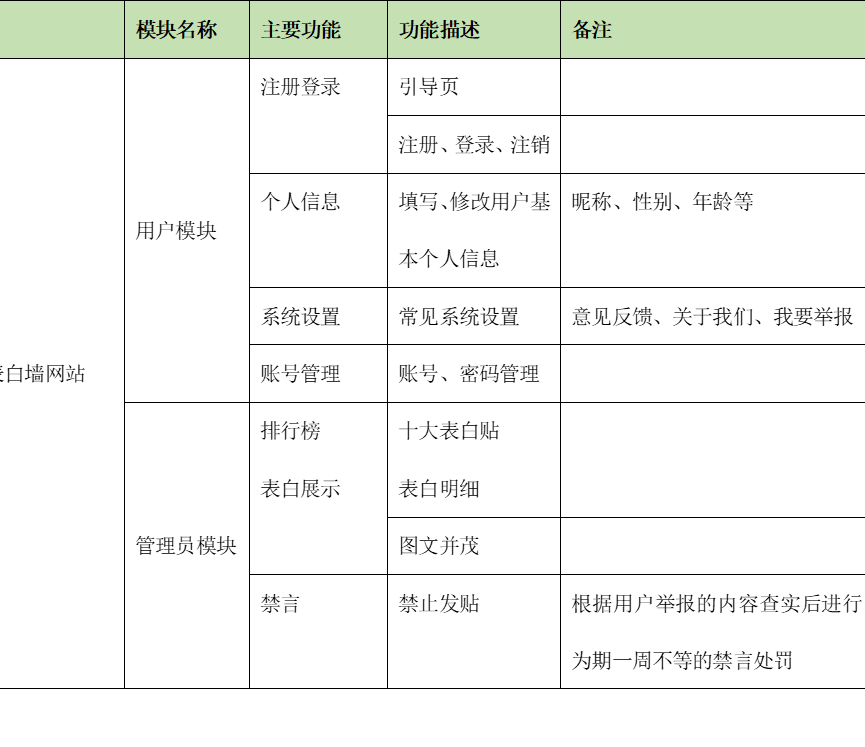 模块名称 主要功能 功能描述 备注
注册登录 引导页
注册、登录、注销
个人信息 填写、修改用户基 昵称、性别、年龄等
用户模块
本个人信息
系统设置 常见系统设置 意见反馈、关于我们、我要举报
白墙网站 账号管理 账号、密码管理
排行榜 十大表白贴
表白展示 表白明细
管理员模块 图文并茂
禁言 禁止发贴 根据用户举报的内容查实后进行
为期一周不等的禁言处罚